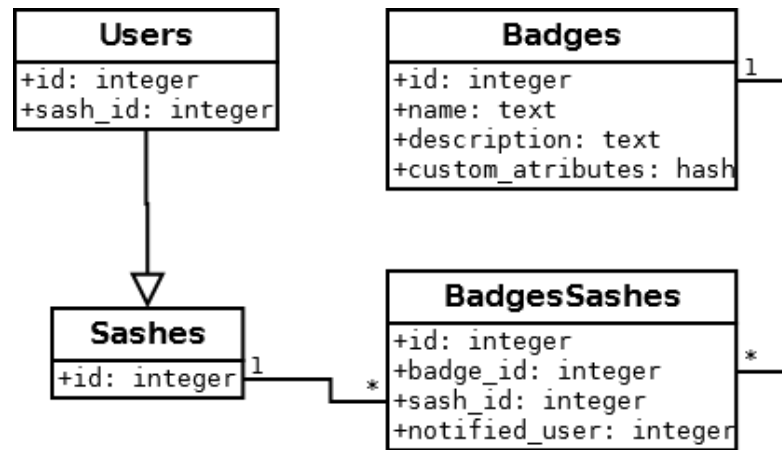 Users
+id: integer
+sash_id: integer
Badges
+id: integer
+name: text
+description: text
+custom_atributes: hash
1
Sashes
+id: integer
1
*
BadgesSashes
+id: integer
+badge_id: integer
+sash_id: integer
+notified_user: integer
*